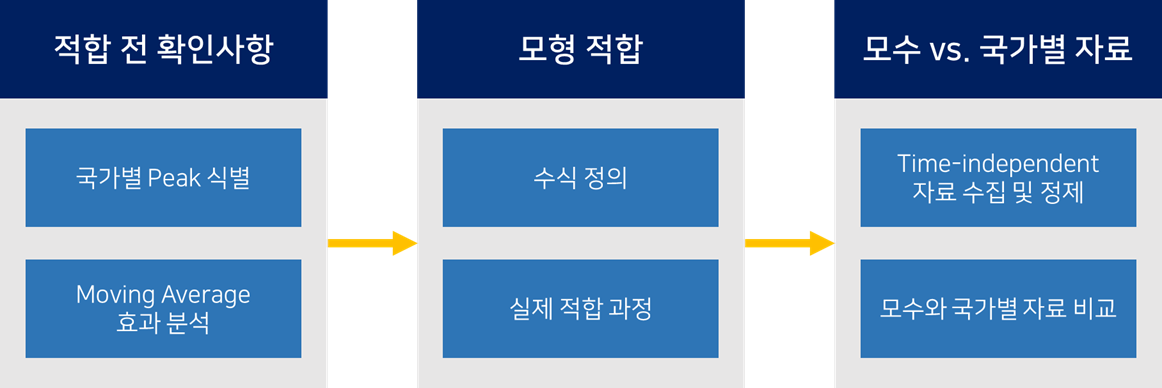 적합 전 확인사항
국가별 Peak 식별
Moving Average
효과 분석
모형 적합
수식 정의
실제 적합 과정
모수 vs. 국가별 자료
Time-independent
자료 수집 및 정제
모수와 국가별 자료 비교